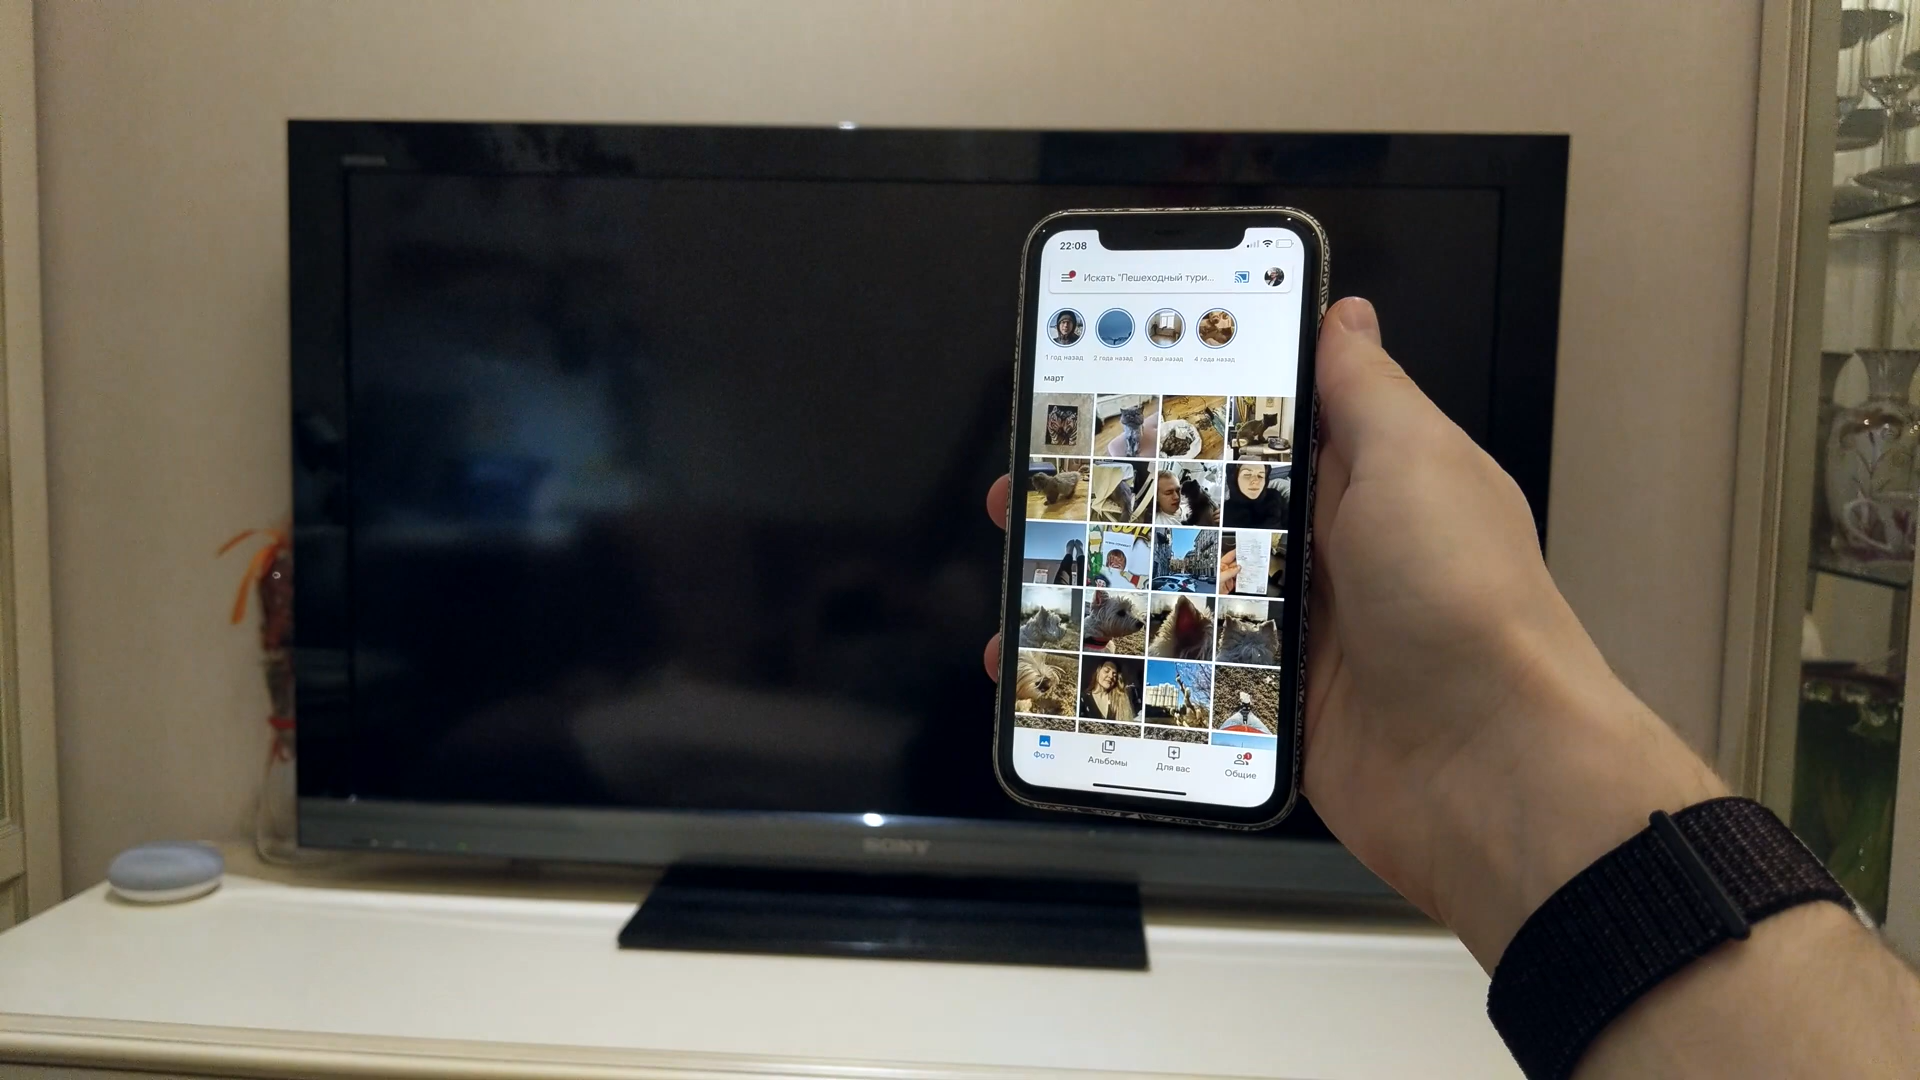 22:08
Искать "Пешеходный тури...
1 год назад
2 года назад
3 года назад
4 года назад
март
Фото
Альбомы
Для вас
Общие
1
SONY